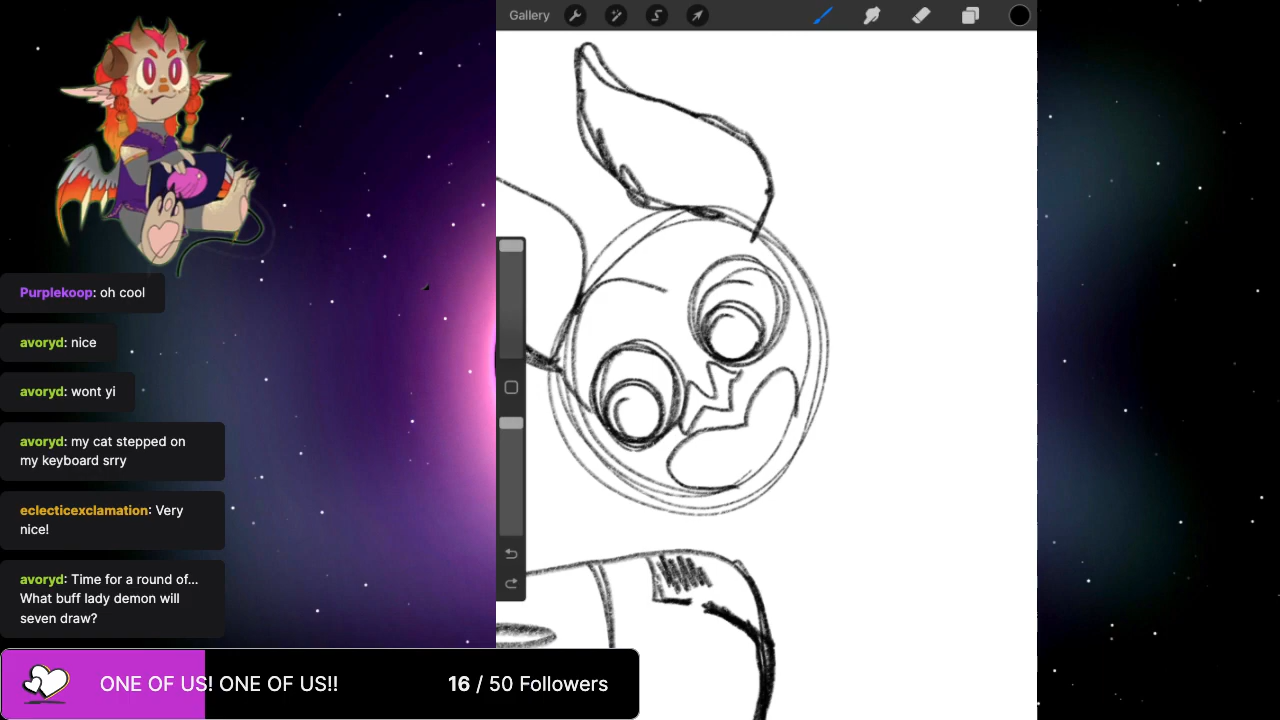 Gallery
Purplekoop: oh cool
avoryd: nice
avoryd: wont yi
avoryd: my cat stepped on
my keyboard srry
eclecticexclamation: Very
nice!
avoryd: Time for a round of...
What buff lady demon will
seven draw?
ONE OF US! ONE OF US!! 16 / 50 Followers